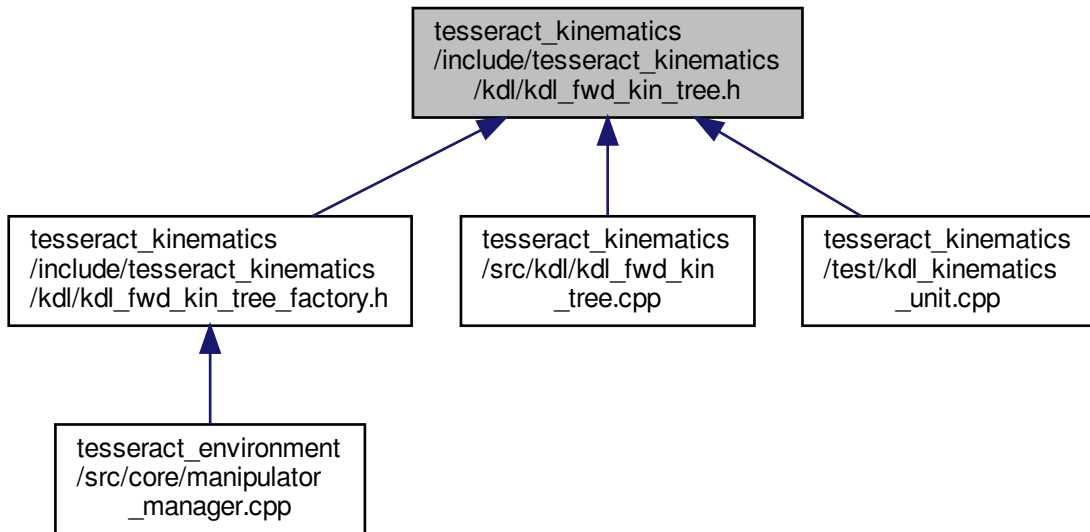 tesseract_kinematics
/include/tesseract_kinematics
/kdl/kdl_fwd_kin_tree.h
tesseract_kinematics
/include/tesseract_kinematics
/kdl/kdl_fwd_kin_tree_factory.h
tesseract_kinematics
/src/kdl/kdl_fwd_kin
_tree.cpp
tesseract_kinematics
/test/kdl_kinematics
_unit.cpp
tesseract_environment
/src/core/manipulator
_manager.cpp